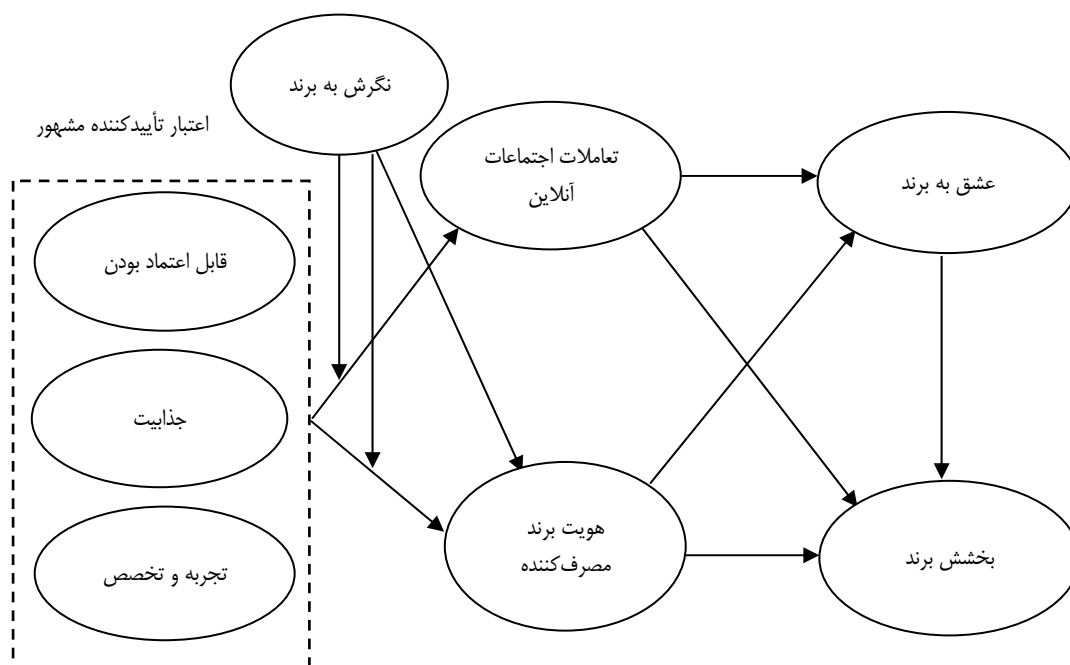 نگرش به برند
اعتبار تأییدکننده مشهور
تعاملات اجتماعات
آنلاین
عشق به برند
قابل اعتماد بودن
جذابیت
هویت برند
مصرف‌کننده
بخشش برند
تجربه و تخصص